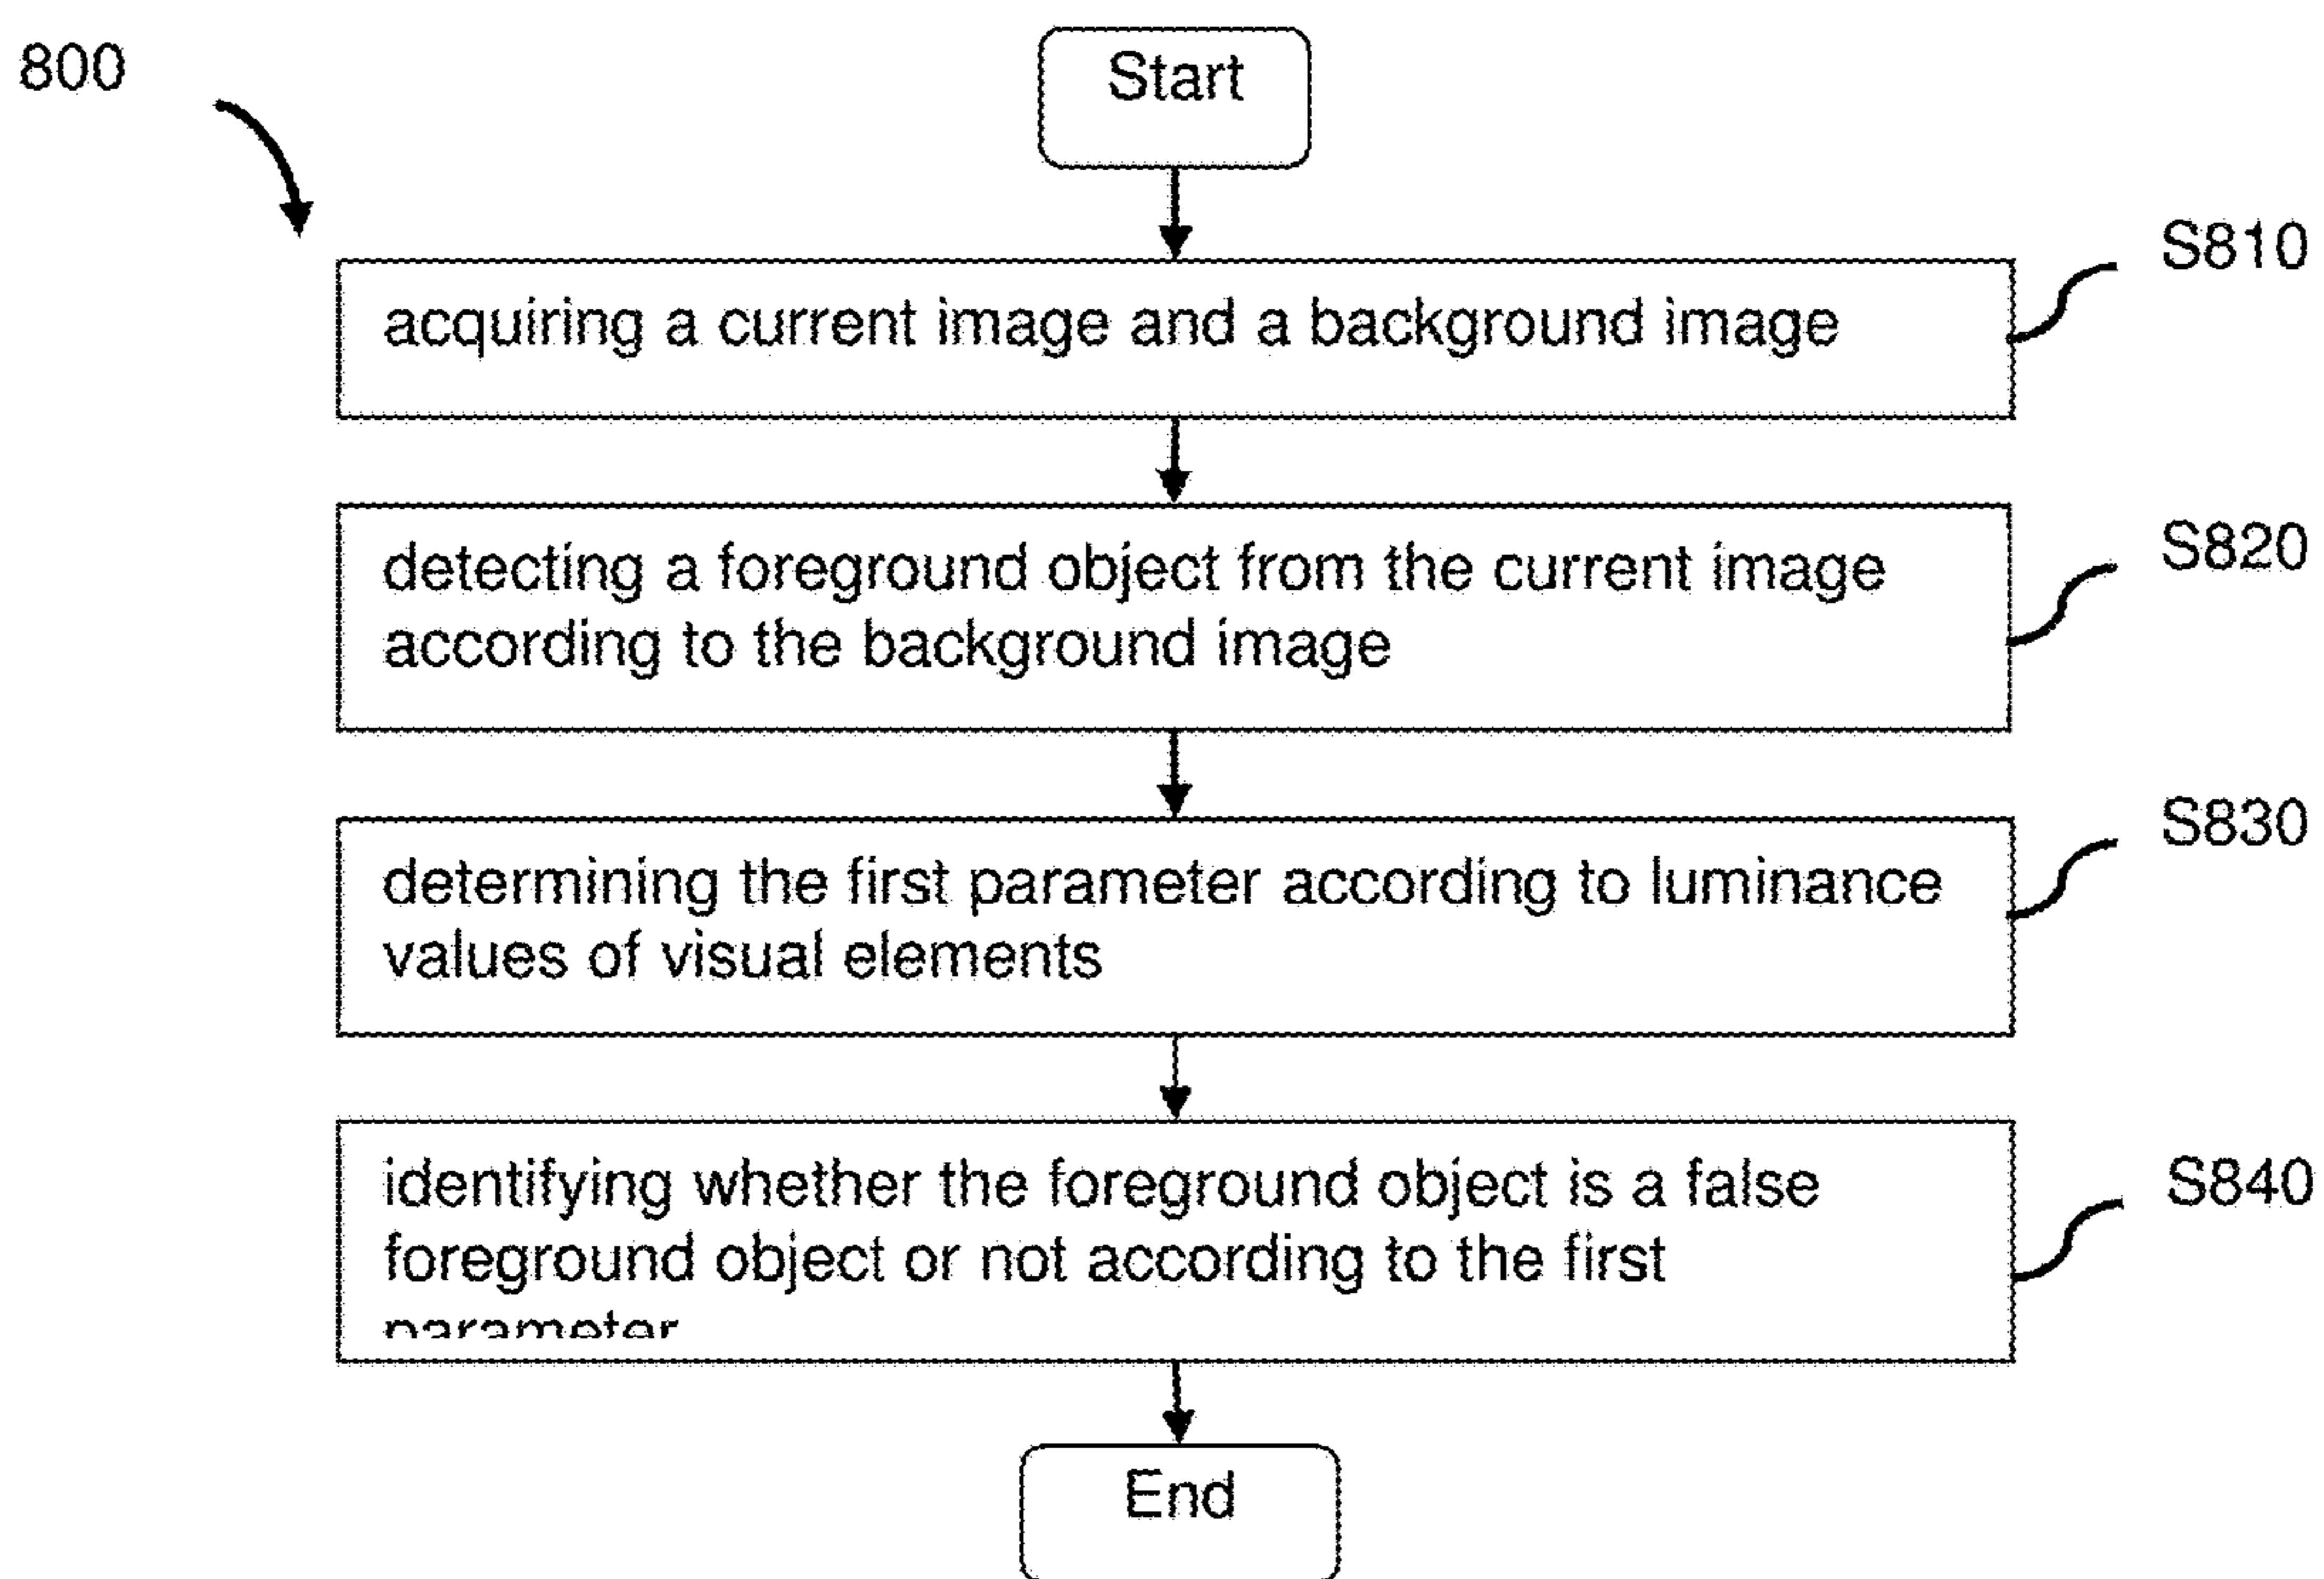 800
Start
S810
acquiring a current image and a background image
S820
detecting a foreground object from the current image
according to the background image
S830
determining the first parameter according to luminance
values of visual elements
S840
identifying whether the foreground object is a false
foreground object or not according to the first
parameter
End